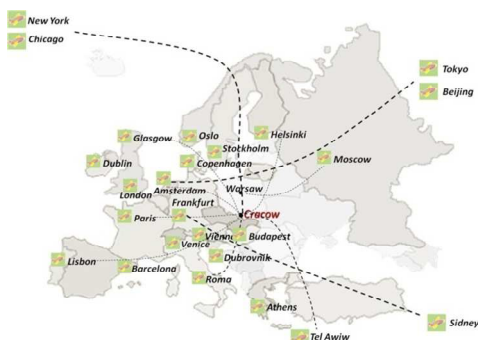 New York
Chicago
Tokyo
Beijing
Glasgow
Oslo
Helsinki
Stockholm
Dublin
Copenhagen
Moscow
London
Amsterdam
Warsaw
Frankfurt
Paris
Cracow
Vienna
Budapest
Venice
Dubrovnik
Lisbon
Barcelona
Roma
Athens
Sidney
Tel Awiw